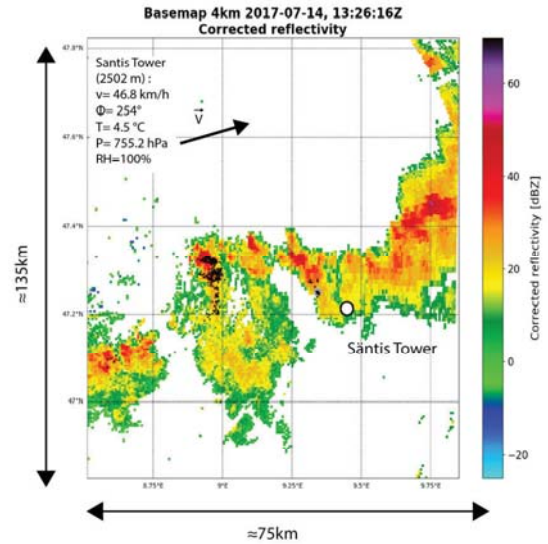 Basemap 4km 2017-07-14, 13:26:16Z
Corrected reflectivity
47.8°N
Santis Tower
(2502 m) :
v= 46.8 km/h
Φ= 254°
T= 4.5 °C
P= 755.2 hPa
RH=100%
V
47.6°N
47.4°N
47.2°N
47°N
Säntis Tower
8.75°E
9°E
9.25°E
9.5°E
9.75°E
≈135km
≈75km
60
40
20
0
−20
Corrected reflectivity [dBZ]